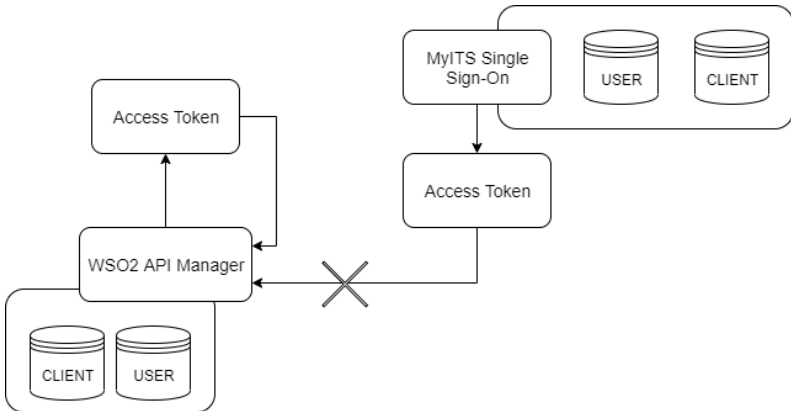 MyITS Single
Sign-On
USER
CLIENT
Access Token
Access Token
WSO2 API Manager
CLIENT
USER